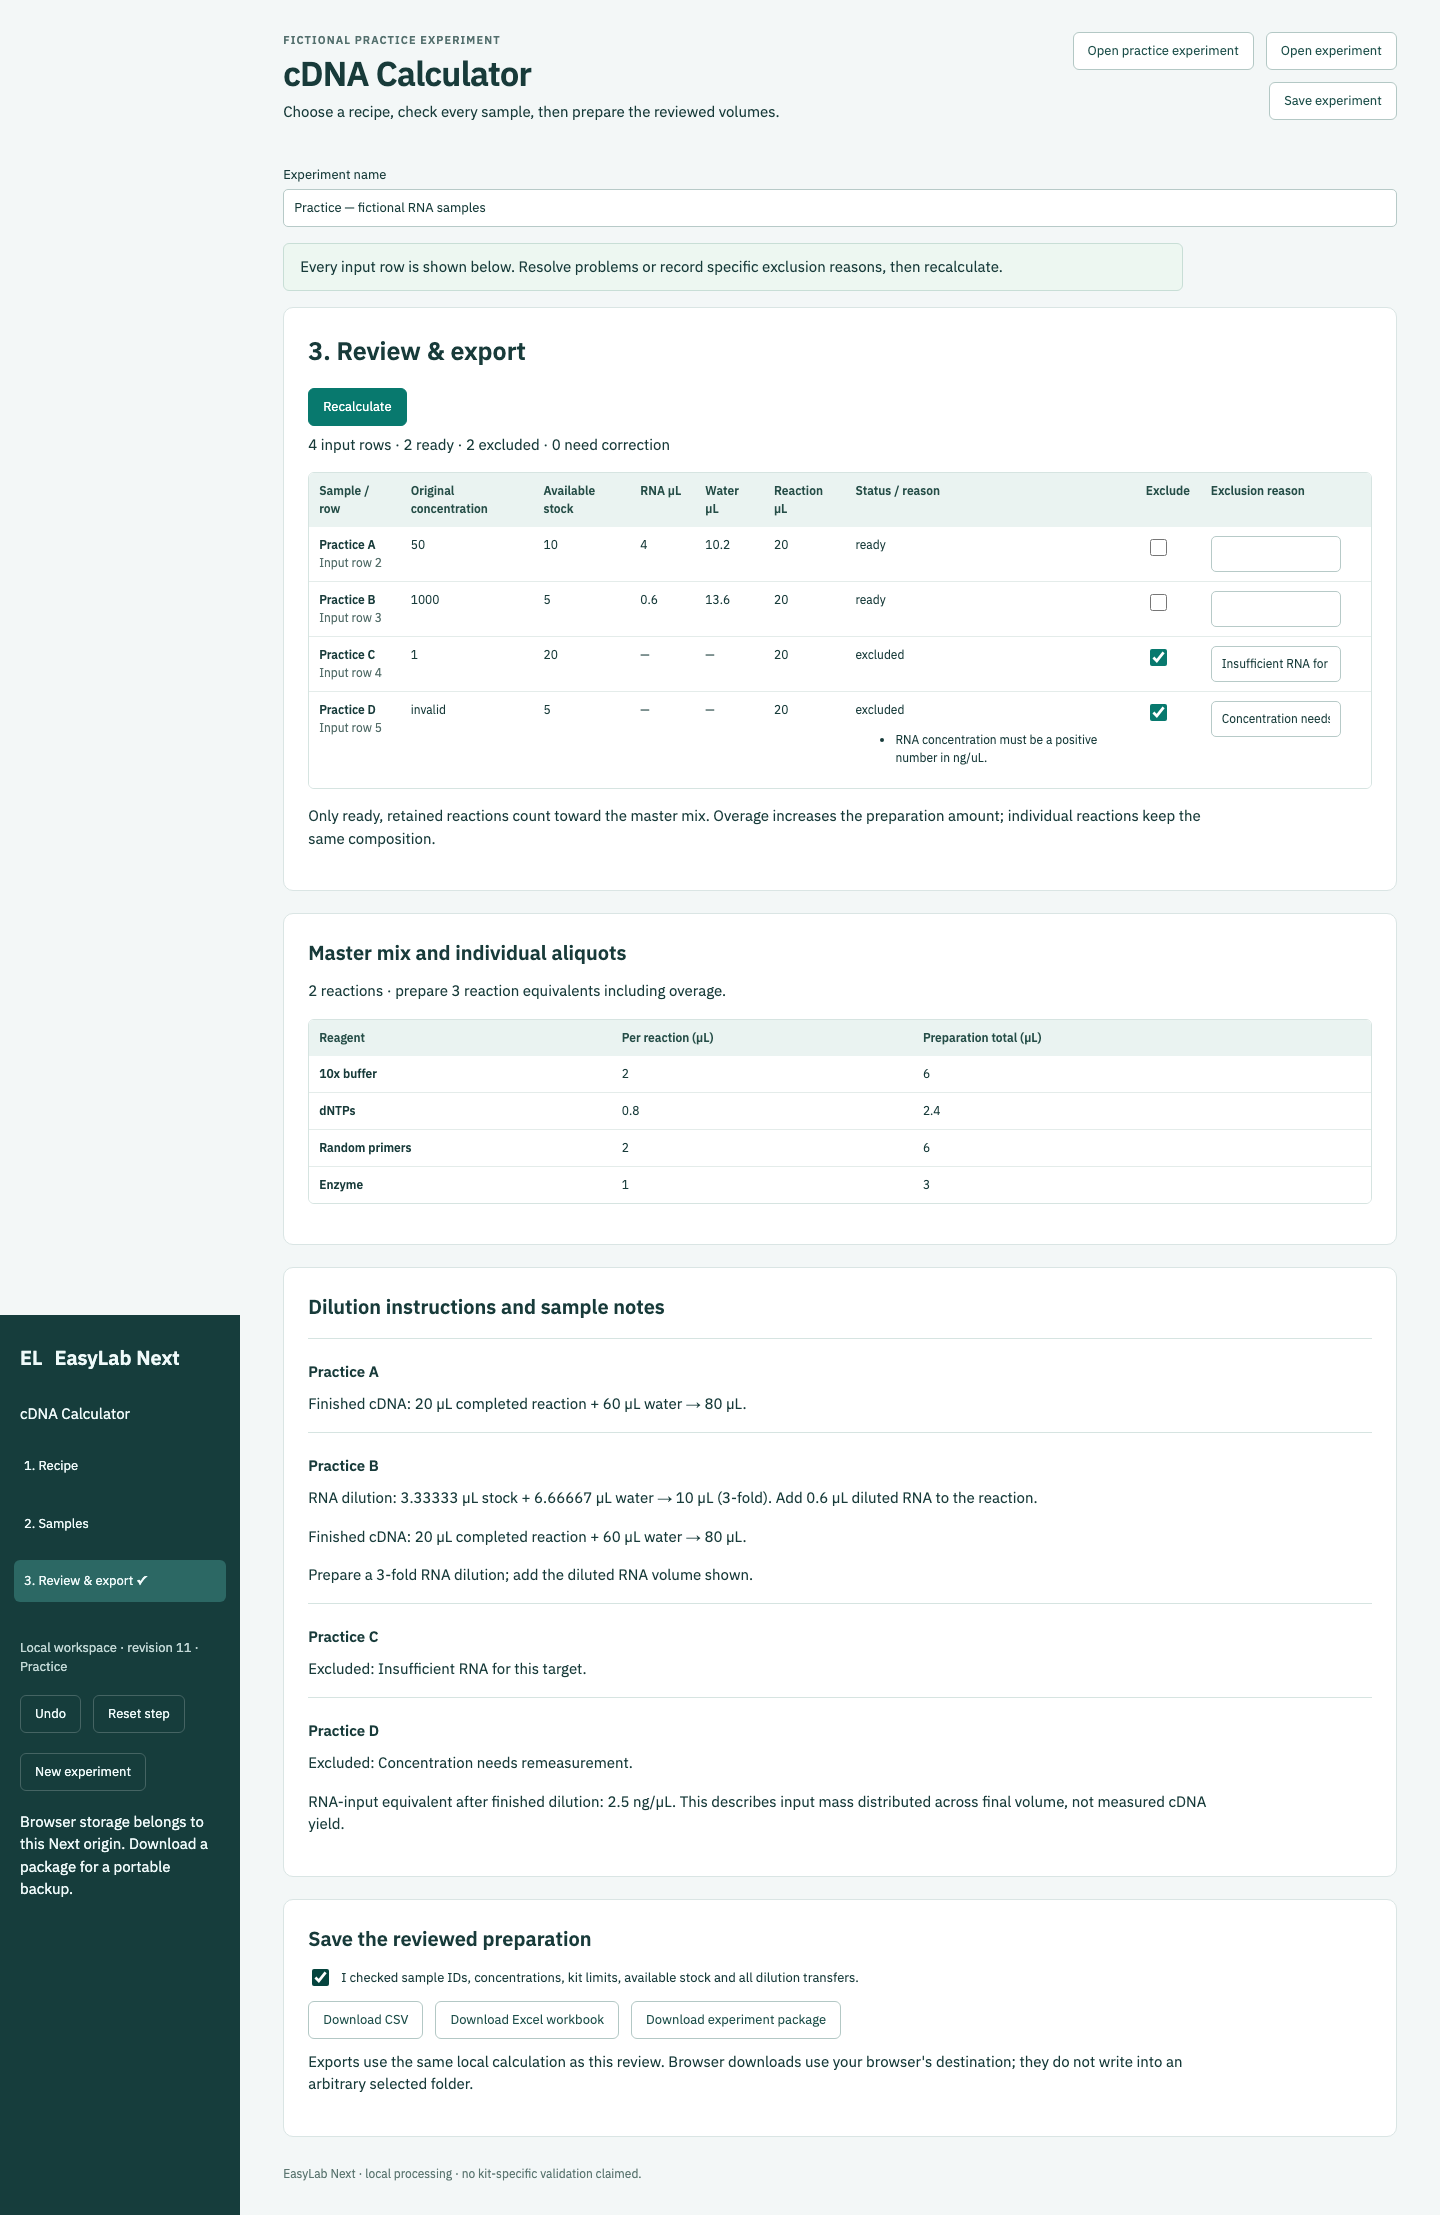 FICTIONAL PRACTICE EXPERIMENT
cDNA Calculator
Choose a recipe, check every sample, then prepare the reviewed volumes.
Open practice experiment
Open experiment
Save experiment
Experiment name
Practice — fictional RNA samples
Every input row is shown below. Resolve problems or record specific exclusion reasons, then recalculate.
3. Review & export
Recalculate
4 input rows · 2 ready · 2 excluded · 0 need correction
Sample / row Original concentration Available stock RNA µL Water µL Reaction µL Status / reason Exclude Exclusion reason
Practice A 50 10 4 10.2 20 ready
Input row 2
Practice B 1000 5 0.6 13.6 20 ready
Input row 3
Practice C 1 20 — — 20 excluded Insufficient RNA for
Input row 4
Practice D invalid 5 — — 20 excluded Concentration needs
Input row 5
• RNA concentration must be a positive
number in ng/uL.
Only ready, retained reactions count toward the master mix. Overage increases the preparation amount; individual reactions keep the
same composition.
Master mix and individual aliquots
2 reactions · prepare 3 reaction equivalents including overage.
Reagent Per reaction (µL) Preparation total (µL)
10x buffer 2 6
dNTPs 0.8 2.4
Random primers 2 6
Enzyme 1 3
Dilution instructions and sample notes
Practice A
Finished cDNA: 20 µL completed reaction + 60 µL water → 80 µL.
Practice B
RNA dilution: 3.33333 µL stock + 6.66667 µL water → 10 µL (3-fold). Add 0.6 µL diluted RNA to the reaction.
Finished cDNA: 20 µL completed reaction + 60 µL water → 80 µL.
Prepare a 3-fold RNA dilution; add the diluted RNA volume shown.
Practice C
Excluded: Insufficient RNA for this target.
Practice D
Excluded: Concentration needs remeasurement.
RNA-input equivalent after finished dilution: 2.5 ng/µL. This describes input mass distributed across final volume, not measured cDNA
yield.
Save the reviewed preparation
I checked sample IDs, concentrations, kit limits, available stock and all dilution transfers.
Download CSV
Download Excel workbook
Download experiment package
Exports use the same local calculation as this review. Browser downloads use your browser's destination; they do not write into an
arbitrary selected folder.
EasyLab Next · local processing · no kit-specific validation claimed.
EL EasyLab Next
cDNA Calculator
1. Recipe
2. Samples
3. Review & export ✓
Local workspace · revision 11 ·
Practice
Undo
Reset step
New experiment
Browser storage belongs to
this Next origin. Download a
package for a portable
backup.